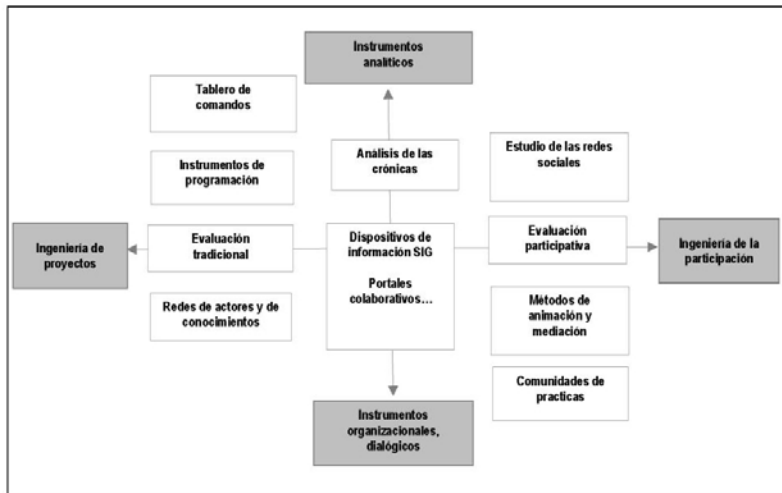 Instrumentos
analíticos
Tablero de
comandos
Análisis de las
crónicas
Estudio de las redes
sociales
Instrumentos de
programación
Ingeniería de
proyectos
Evaluación
tradicional
Dispositivos de
información SIG
Portales
colaborativos...
Evaluación
participativa
Ingeniería de la
participación
Redes de actores y de
conocimientos
Métodos de
animación y
mediación
Comunidades de
practicas
Instrumentos
organizacionales,
dialógicos